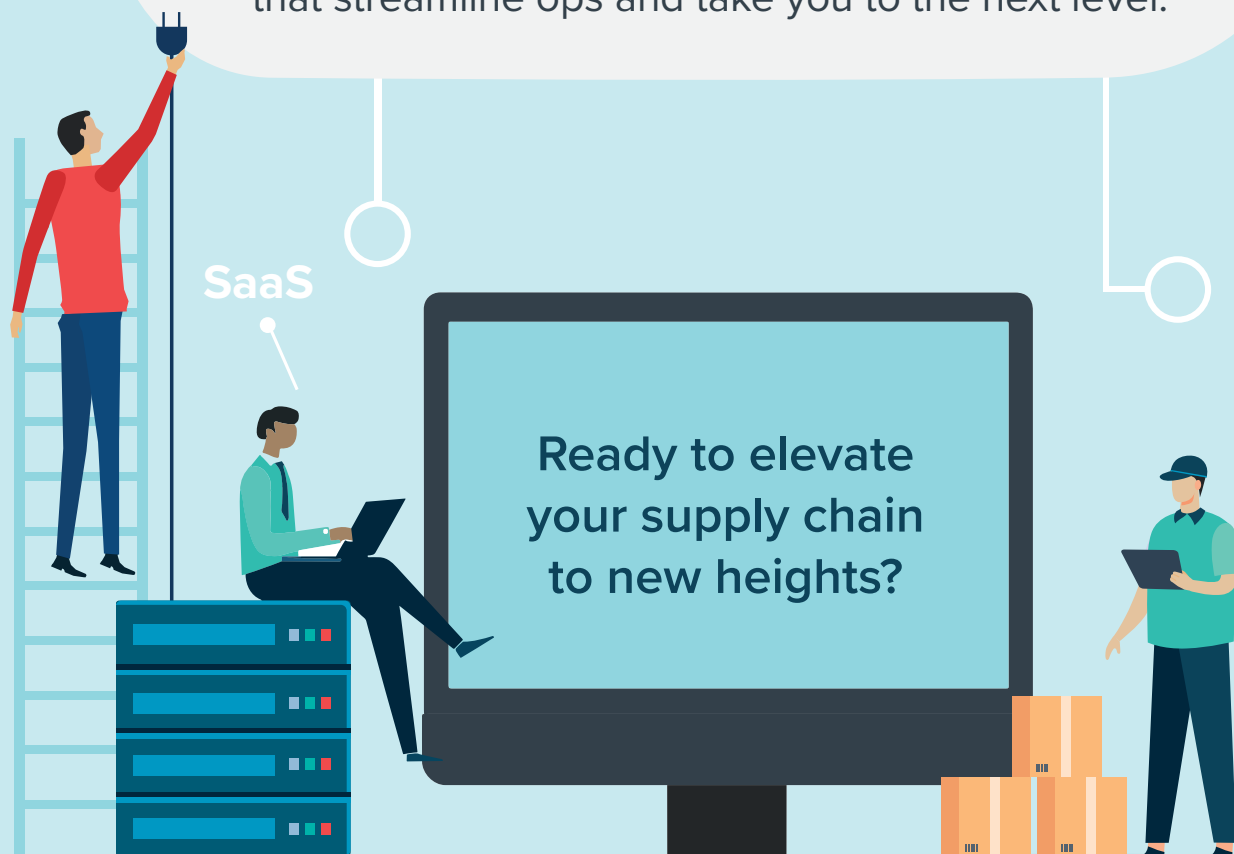 that streamline ops and take you to the next level.
SaaS
Ready to elevate
your supply chain
to new heights?